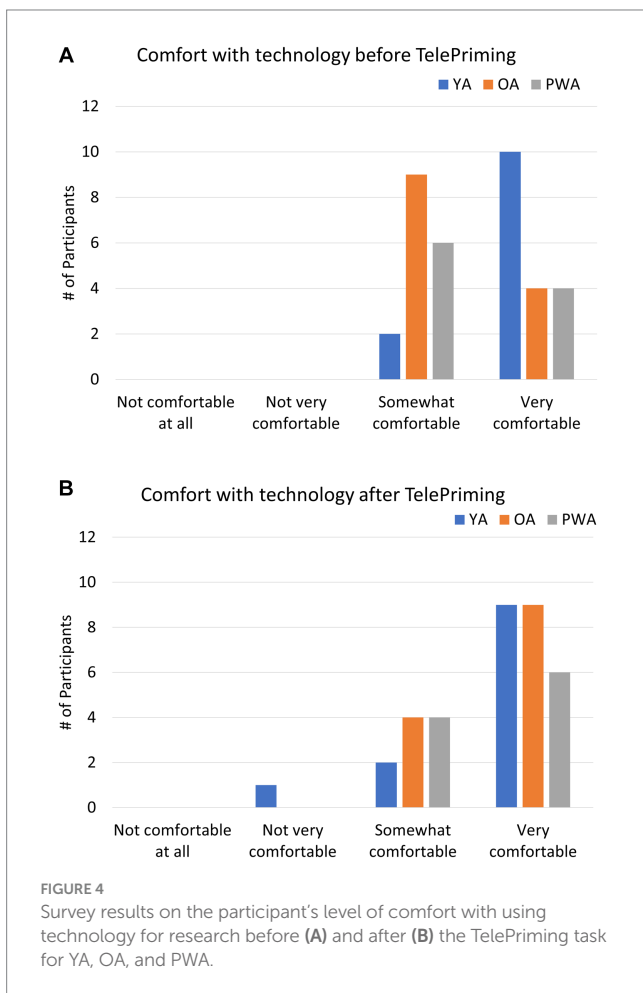 A
Comfort with technology before TelePriming
YA OA PWA
12
10
8
6
4
2
0
# of Participants
Not comfortable at all
Not very comfortable
Somewhat comfortable
Very comfortable
B
Comfort with technology after TelePriming
YA OA PWA
12
10
8
6
4
2
0
# of Participants
Not comfortable at all
Not very comfortable
Somewhat comfortable
Very comfortable
FIGURE 4
Survey results on the participant’s level of comfort with using
technology for research before (A) and after (B) the TelePriming task
for YA, OA, and PWA.